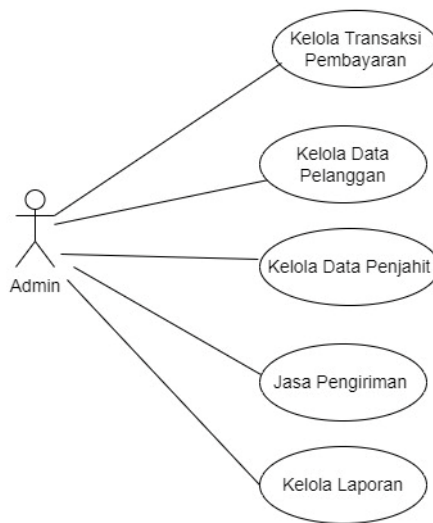 Kelola Transaksi
Pembayaran
Kelola Data
Pelanggan
Admin
Kelola Data Penjahit
Jasa Pengiriman
Kelola Laporan